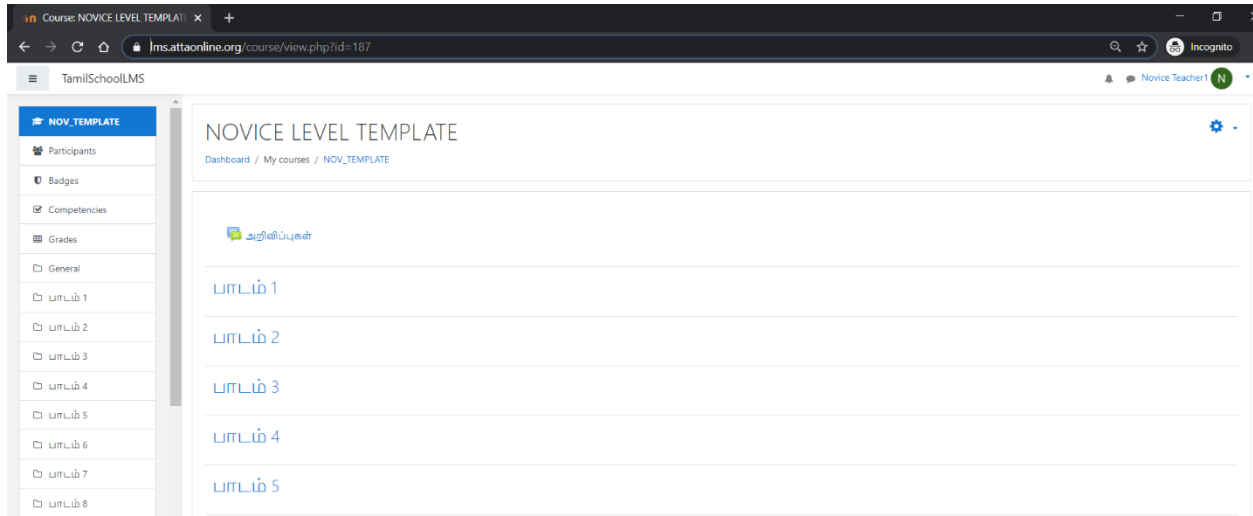 Course: NOVICE LEVEL TEMPLAT
lms.attaonline.org/course/view.php?id=187
Incognito
TamilSchoolLMS
Novice Teacher1 N
NOV_TEMPLATE
Participants
Badges
Competencies
Grades
General
பாடம் 1
பாடம் 2
பாடம் 3
பாடம் 4
பாடம் 5
பாடம் 6
பாடம் 7
பாடம் 8
NOVICE LEVEL TEMPLATE
Dashboard / My courses / NOV_TEMPLATE
அறிவிப்புகள்
பாடம் 1
பாடம் 2
பாடம் 3
பாடம் 4
பாடம் 5